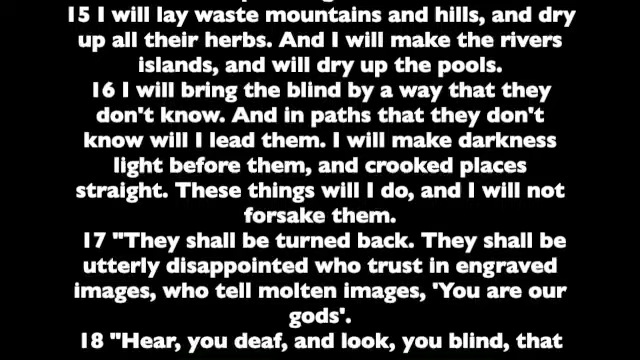 15 I will lay waste mountains and hills, and dry
up all their herbs. And I will make the rivers
islands, and will dry up the pools.
16 I will bring the blind by a way that they
don't know. And in paths that they don't
know will I lead them. I will make darkness
light before them, and crooked places
straight. These things will I do, and I will not
forsake them.
17 "They shall be turned back. They shall be
utterly disappointed who trust in engraved
images, who tell molten images, 'You are our
gods'.
18 "Hear, you deaf, and look, you blind, that